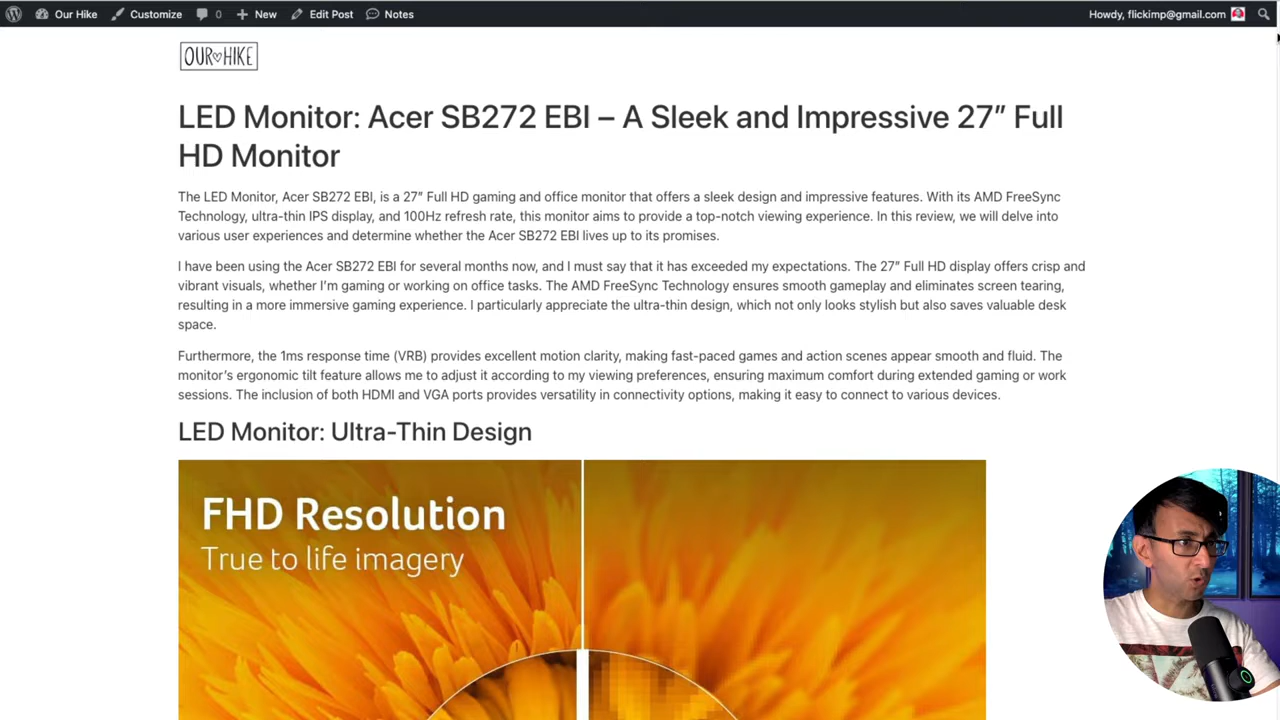 Our Hike Customize 0 New Edit Post Notes Howdy, flickimp@gmail.com
OUR HIKE
LED Monitor: Acer SB272 EBI – A Sleek and Impressive 27″ Full
HD Monitor
The LED Monitor, Acer SB272 EBI, is a 27″ Full HD gaming and office monitor that offers a sleek design and impressive features. With its AMD FreeSync
Technology, ultra-thin IPS display, and 100Hz refresh rate, this monitor aims to provide a top-notch viewing experience. In this review, we will delve into
various user experiences and determine whether the Acer SB272 EBI lives up to its promises.
I have been using the Acer SB272 EBI for several months now, and I must say that it has exceeded my expectations. The 27″ Full HD display offers crisp and
vibrant visuals, whether I’m gaming or working on office tasks. The AMD FreeSync Technology ensures smooth gameplay and eliminates screen tearing,
resulting in a more immersive gaming experience. I particularly appreciate the ultra-thin design, which not only looks stylish but also saves valuable desk
space.
Furthermore, the 1ms response time (VRB) provides excellent motion clarity, making fast-paced games and action scenes appear smooth and fluid. The
monitor’s ergonomic tilt feature allows me to adjust it according to my viewing preferences, ensuring maximum comfort during extended gaming or work
sessions. The inclusion of both HDMI and VGA ports provides versatility in connectivity options, making it easy to connect to various devices.
LED Monitor: Ultra-Thin Design
FHD Resolution
True to life imagery